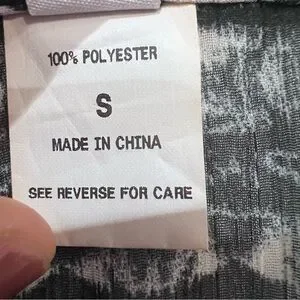 100% POLYESTER
S
MADE IN CHINA
SEE REVERSE FOR CARE